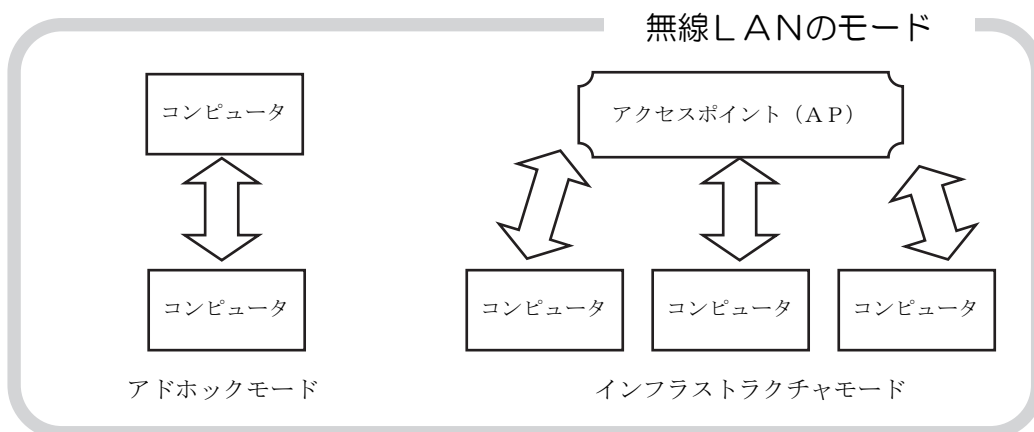 無線ＬＡＮのモード
コンピュータ
コンピュータ
アドホックモード
アクセスポイント（ＡＰ）
コンピュータ
コンピュータ
コンピュータ
インフラストラクチャモード